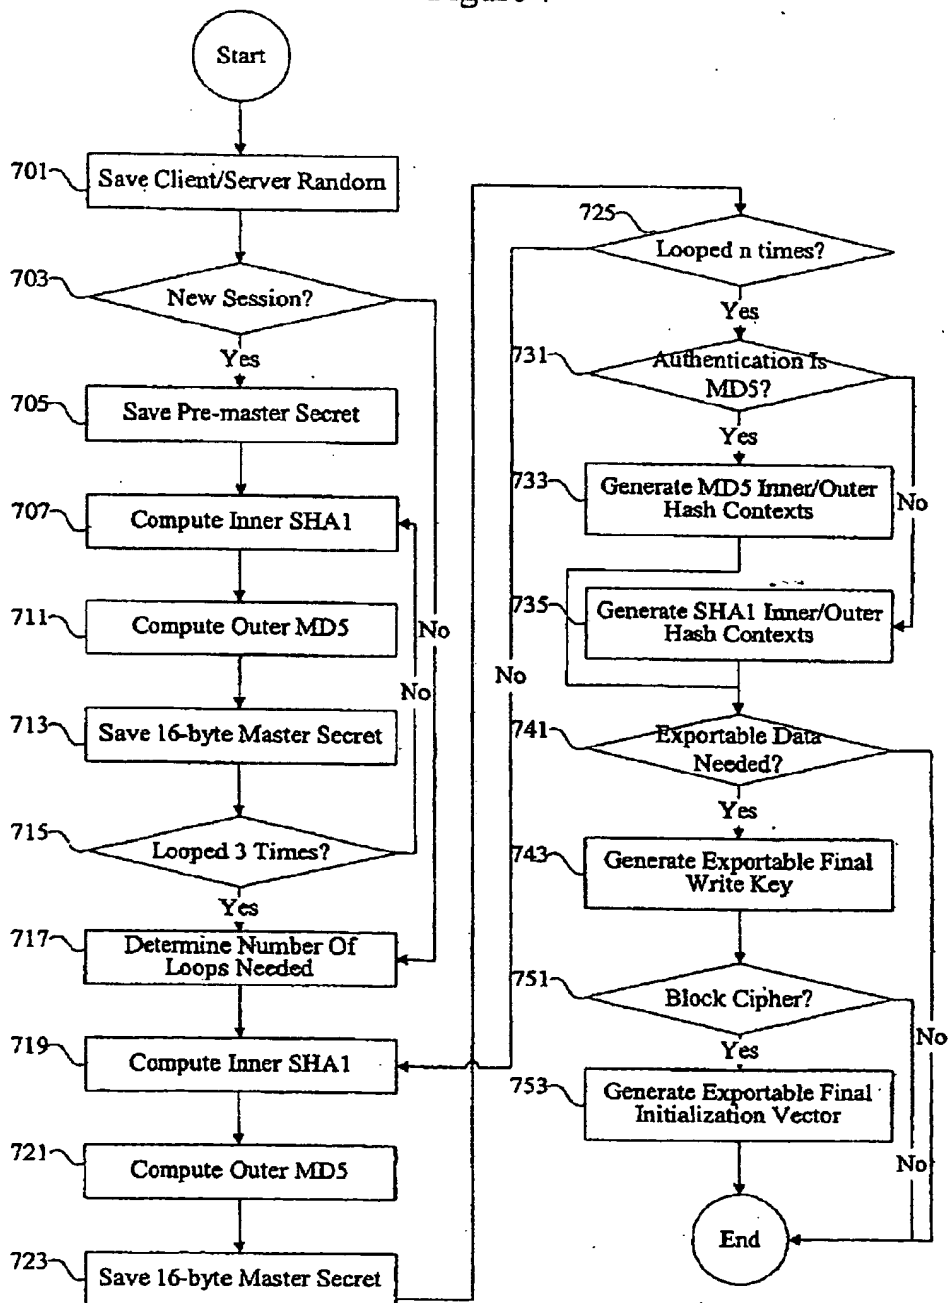 Start
701
Save Client/Server Random
703
New Session?
Yes
705
Save Pre-master Secret
707
Compute Inner SHA1
711
Compute Outer MD5
No
No
713
Save 16-byte Master Secret
715
Looped 3 Times?
Yes
717
Determine Number Of
Loops Needed
719
Compute Inner SHA1
721
Compute Outer MD5
723
Save 16-byte Master Secret
725
Looped n times?
Yes
No
731
Authentication Is
MD5?
Yes
No
733
Generate MD5 Inner/Outer
Hash Contexts
735
Generate SHA1 Inner/Outer
Hash Contexts
741
Exportable Data
Needed?
Yes
No
743
Generate Exportable Final
Write Key
751
Block Cipher?
Yes
No
753
Generate Exportable Final
Initialization Vector
End